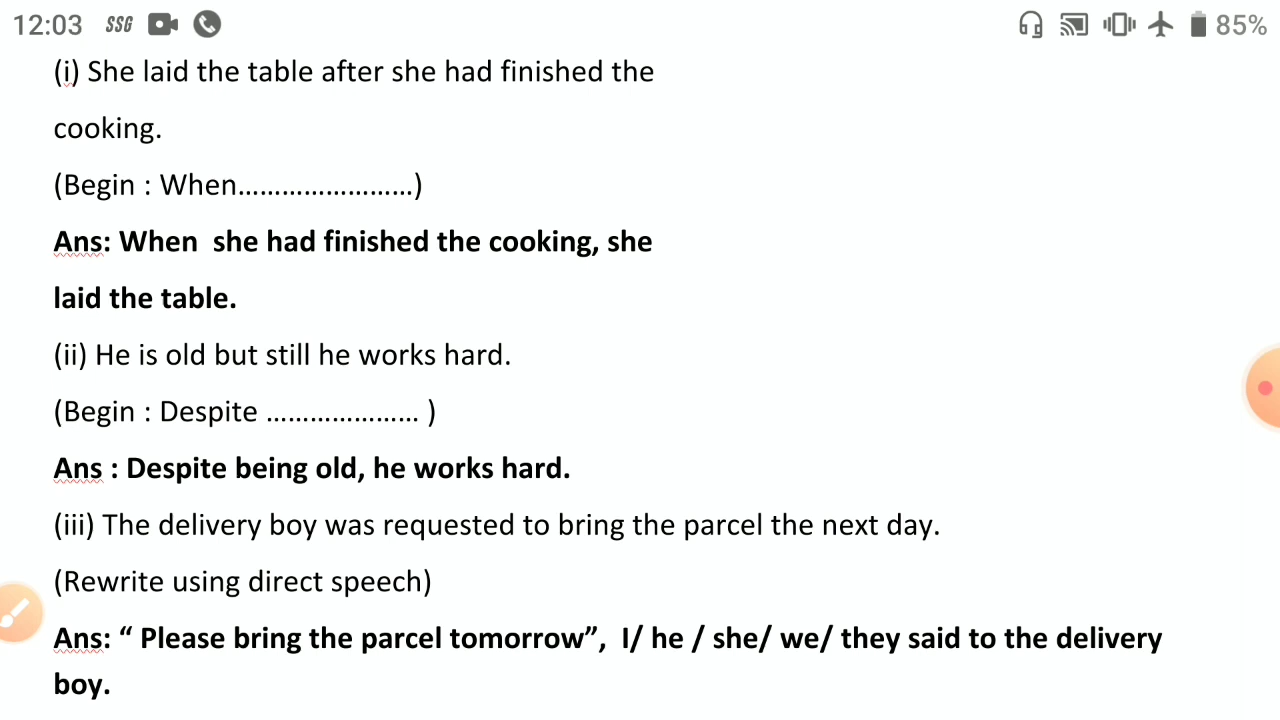 12:03 SSG 85%
(i) She laid the table after she had finished the
cooking.
(Begin : When........................)
Ans: When  she had finished the cooking, she
laid the table.
(ii) He is old but still he works hard.
(Begin : Despite ..................... )
Ans : Despite being old, he works hard.
(iii) The delivery boy was requested to bring the parcel the next day.
(Rewrite using direct speech)
Ans: “ Please bring the parcel tomorrow”,  I/ he / she/ we/ they said to the delivery
boy.